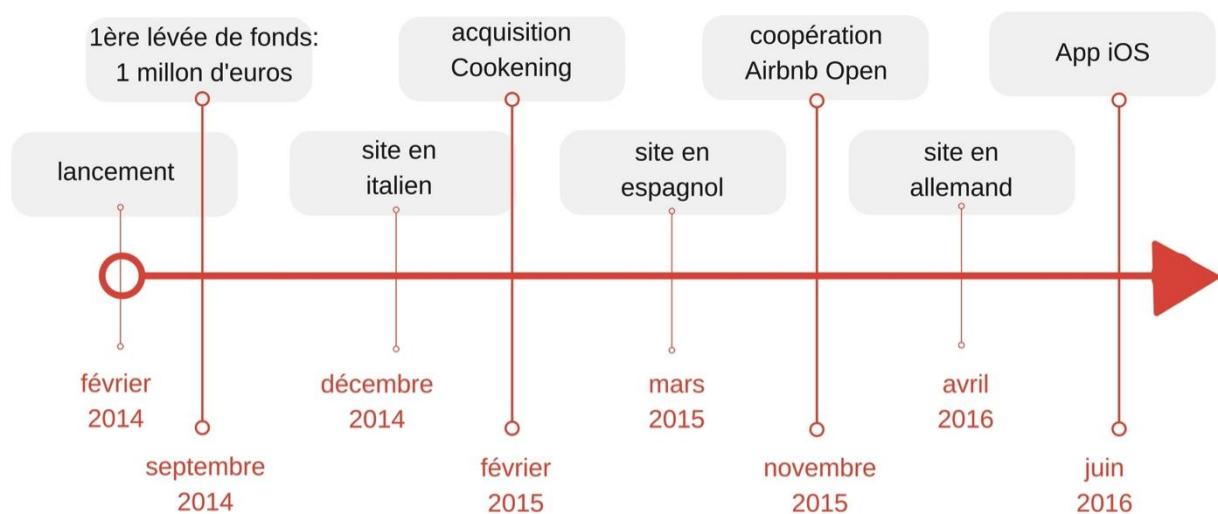 1ère lévée de fonds:
1 millon d'euros
acquisition
Cookening
coopération
Airbnb Open
App iOS
lancement
site en
italien
site en
espagnol
site en
allemand
février
2014
décembre
2014
mars
2015
avril
2016
septembre
2014
février
2015
novembre
2015
juin
2016